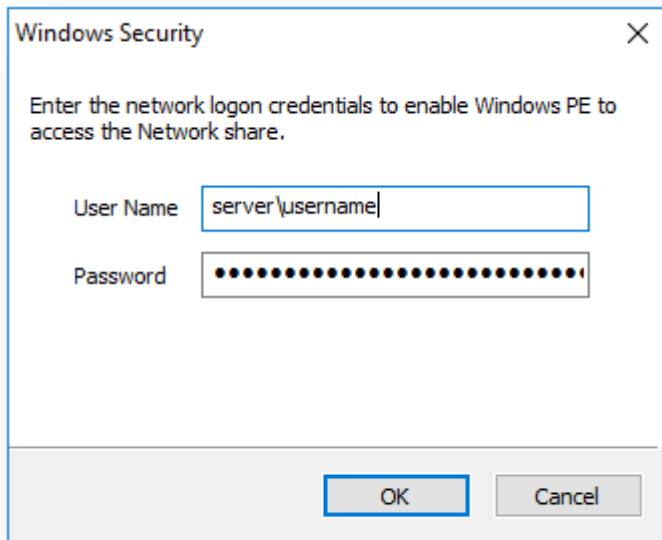 Windows Security
Enter the network logon credentials to enable Windows PE to
access the Network share.
User Name server\username
Password ••••••••••••••••••••••••••••
OK Cancel